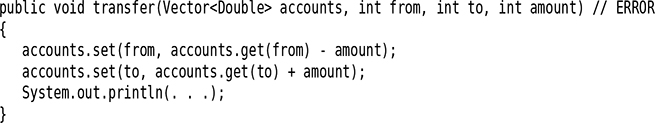 public void transfer(Vector<Double> accounts, int from, int to, int amount) // ERROR
{
   accounts.set(from, accounts.get(from) - amount);
   accounts.set(to, accounts.get(to) + amount);
   System.out.println(. . .);
}